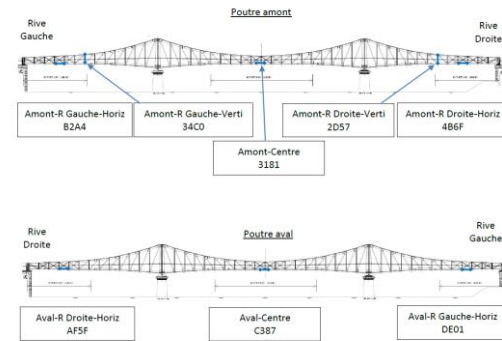 Poutre amont
Rive
Gauche
Rive
Droite
Amont-R Gauche-Horiz
B2A4
Amont-R Gauche-Verti
34C0
Amont-R Droite-Verti
2D57
Amont-R Droite-Horiz
4B6F
Amont-Centre
3181
Poutre aval
Rive
Droite
Rive
Gauche
Aval-R Droite-Horiz
AF5F
Aval-Centre
C387
Aval-R Gauche-Horiz
DE01